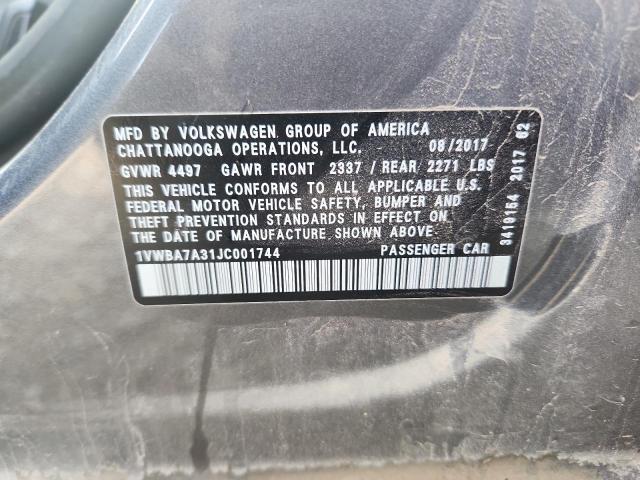 MFD BY VOLKSWAGEN GROUP OF AMERICA
CHATTANOOGA OPERATIONS, LLC. 08/2017
GVWR 4497 GAWR FRONT 2337 / REAR 2271 LBS
THIS VEHICLE CONFORMS TO ALL APPLICABLE U.S.
FEDERAL MOTOR VEHICLE SAFETY, BUMPER AND
THEFT PREVENTION STANDARDS IN EFFECT ON
THE DATE OF MANUFACTURE SHOWN ABOVE.
1VWBA7A31JC001744 PASSENGER CAR
3419154 2017 62